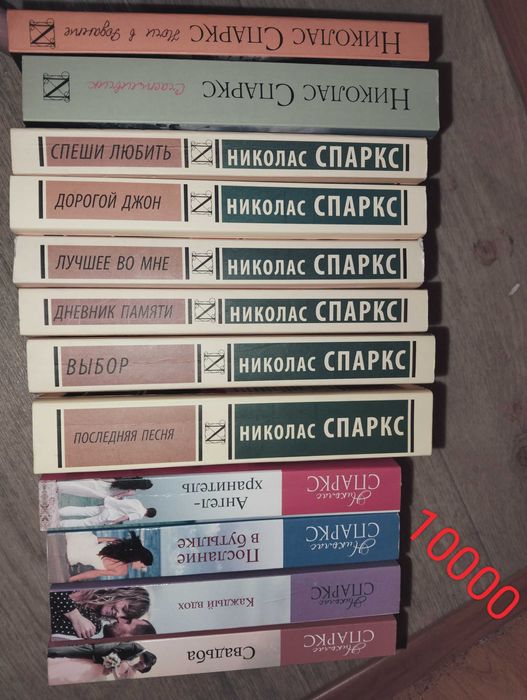 Николас Спаркс Ночи в Роданте
Николас Спаркс Счастливчик
СПЕШИ ЛЮБИТЬ НИКОЛАС СПАРКС
ДОРОГОЙ ДЖОН НИКОЛАС СПАРКС
ЛУЧШЕЕ ВО МНЕ НИКОЛАС СПАРКС
ДНЕВНИК ПАМЯТИ НИКОЛАС СПАРКС
ВЫБОР НИКОЛАС СПАРКС
ПОСЛЕДНЯЯ ПЕСНЯ НИКОЛАС СПАРКС
Николас
СПАРКС
Ангел-
хранитель
Николас
СПАРКС
Послание
в бутылке
Николас
СПАРКС
Каждый вдох
Николас
СПАРКС
Свадьба
10000